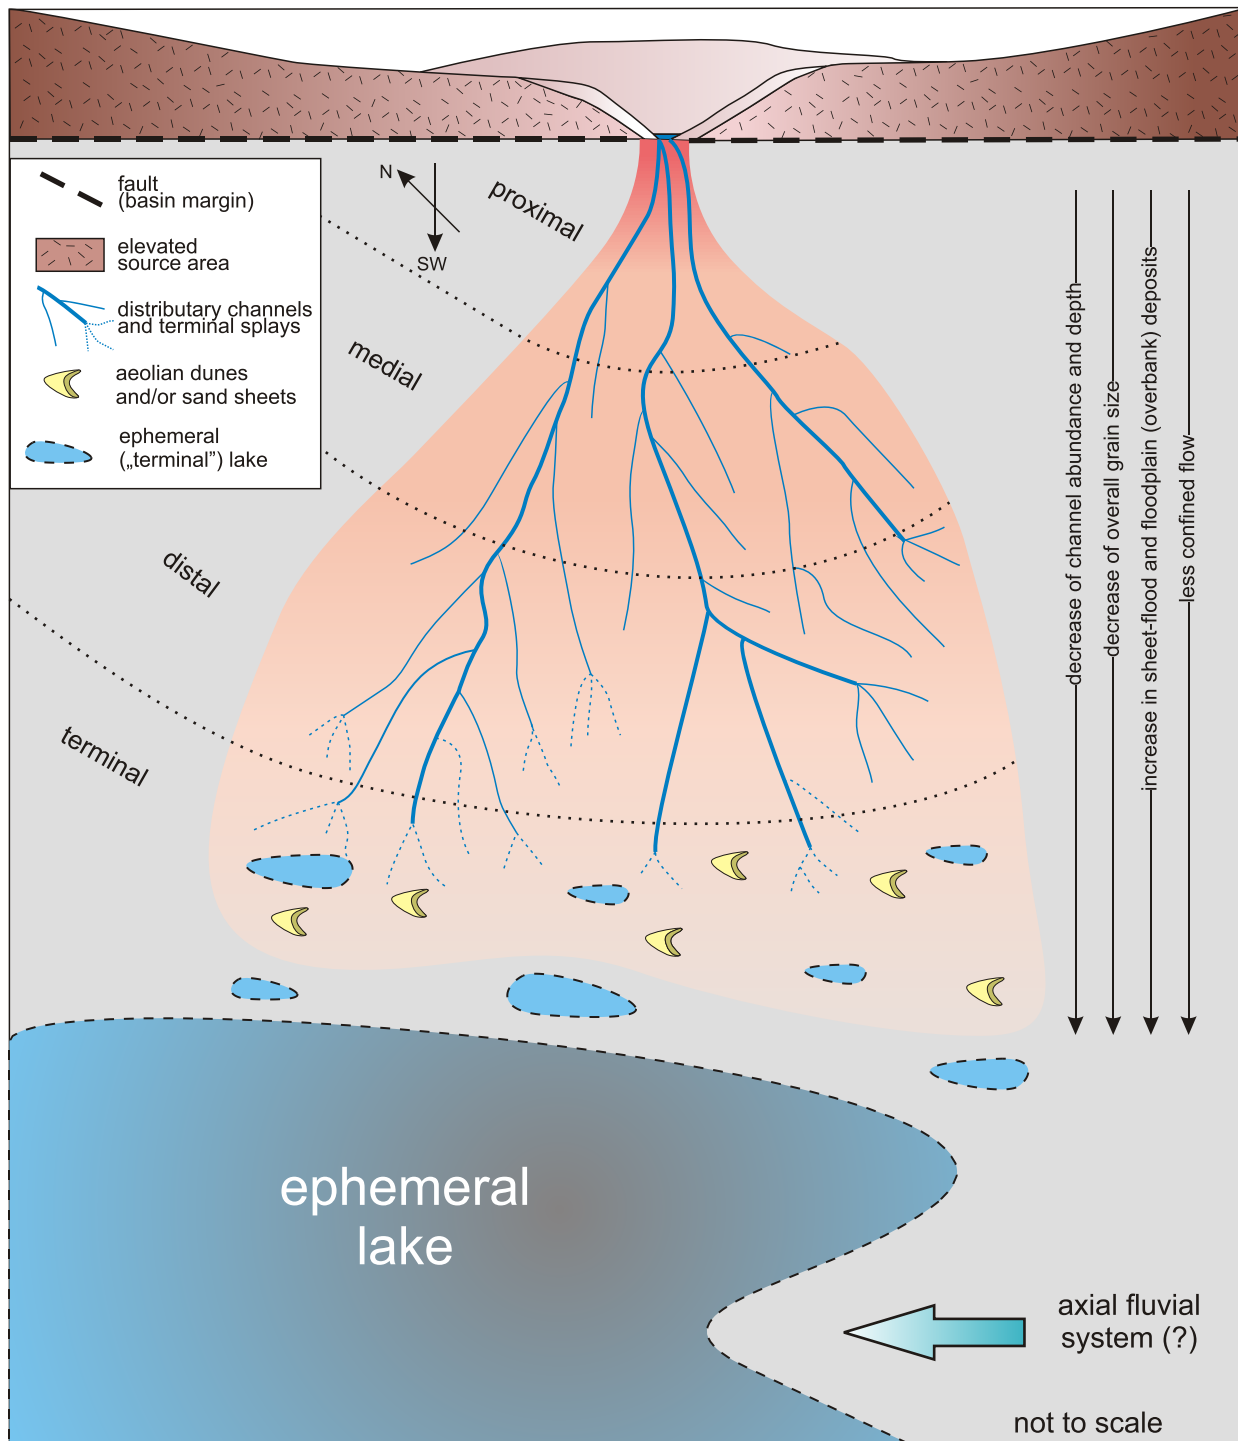 fault
(basin margin)
elevated
source area
distributary channels
and terminal splays
aeolian dunes
and/or sand sheets
ephemeral
(„terminal”) lake
N
SW
proximal
medial
distal
terminal
decrease of channel abundance and depth
decrease of overall grain size
increase in sheet-flood and floodplain (overbank) deposits
less confined flow
ephemeral
lake
axial fluvial
system (?)
not to scale